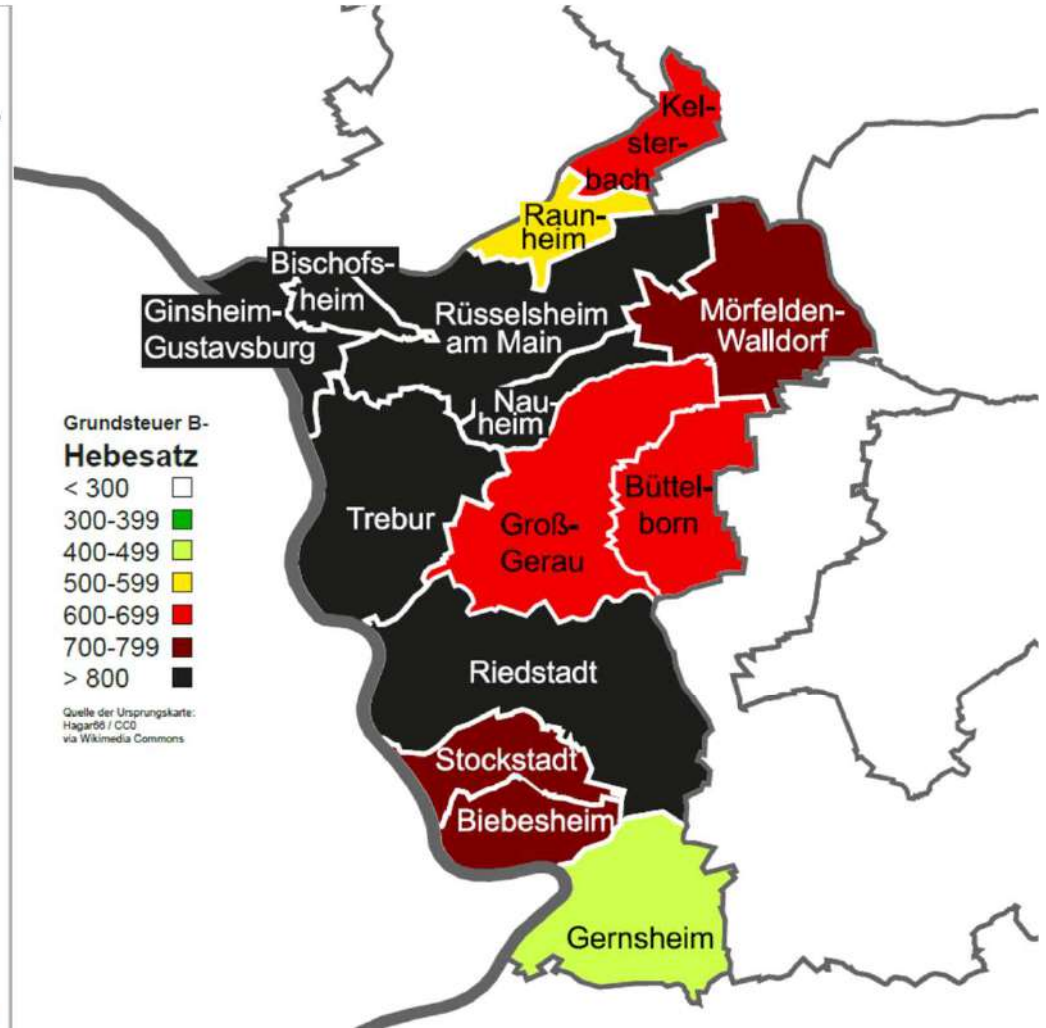 Kel-
ster-
bach
Raun-
heim
Bischofs-
heim
Ginsheim-
Gustavsburg
Rüsselsheim
am Main
Mörfelden-
Walldorf
Nau-
heim
Trebur
Groß-
Gerau
Büttel-
born
Riedstadt
Stockstadt
Biebesheim
Gernsheim
Grundsteuer B-
Hebesatz
< 300
300-399
400-499
500-599
600-699
700-799
> 800
Quelle der Ursprungskarte:
Hagar66 / CC0
via Wikimedia Commons